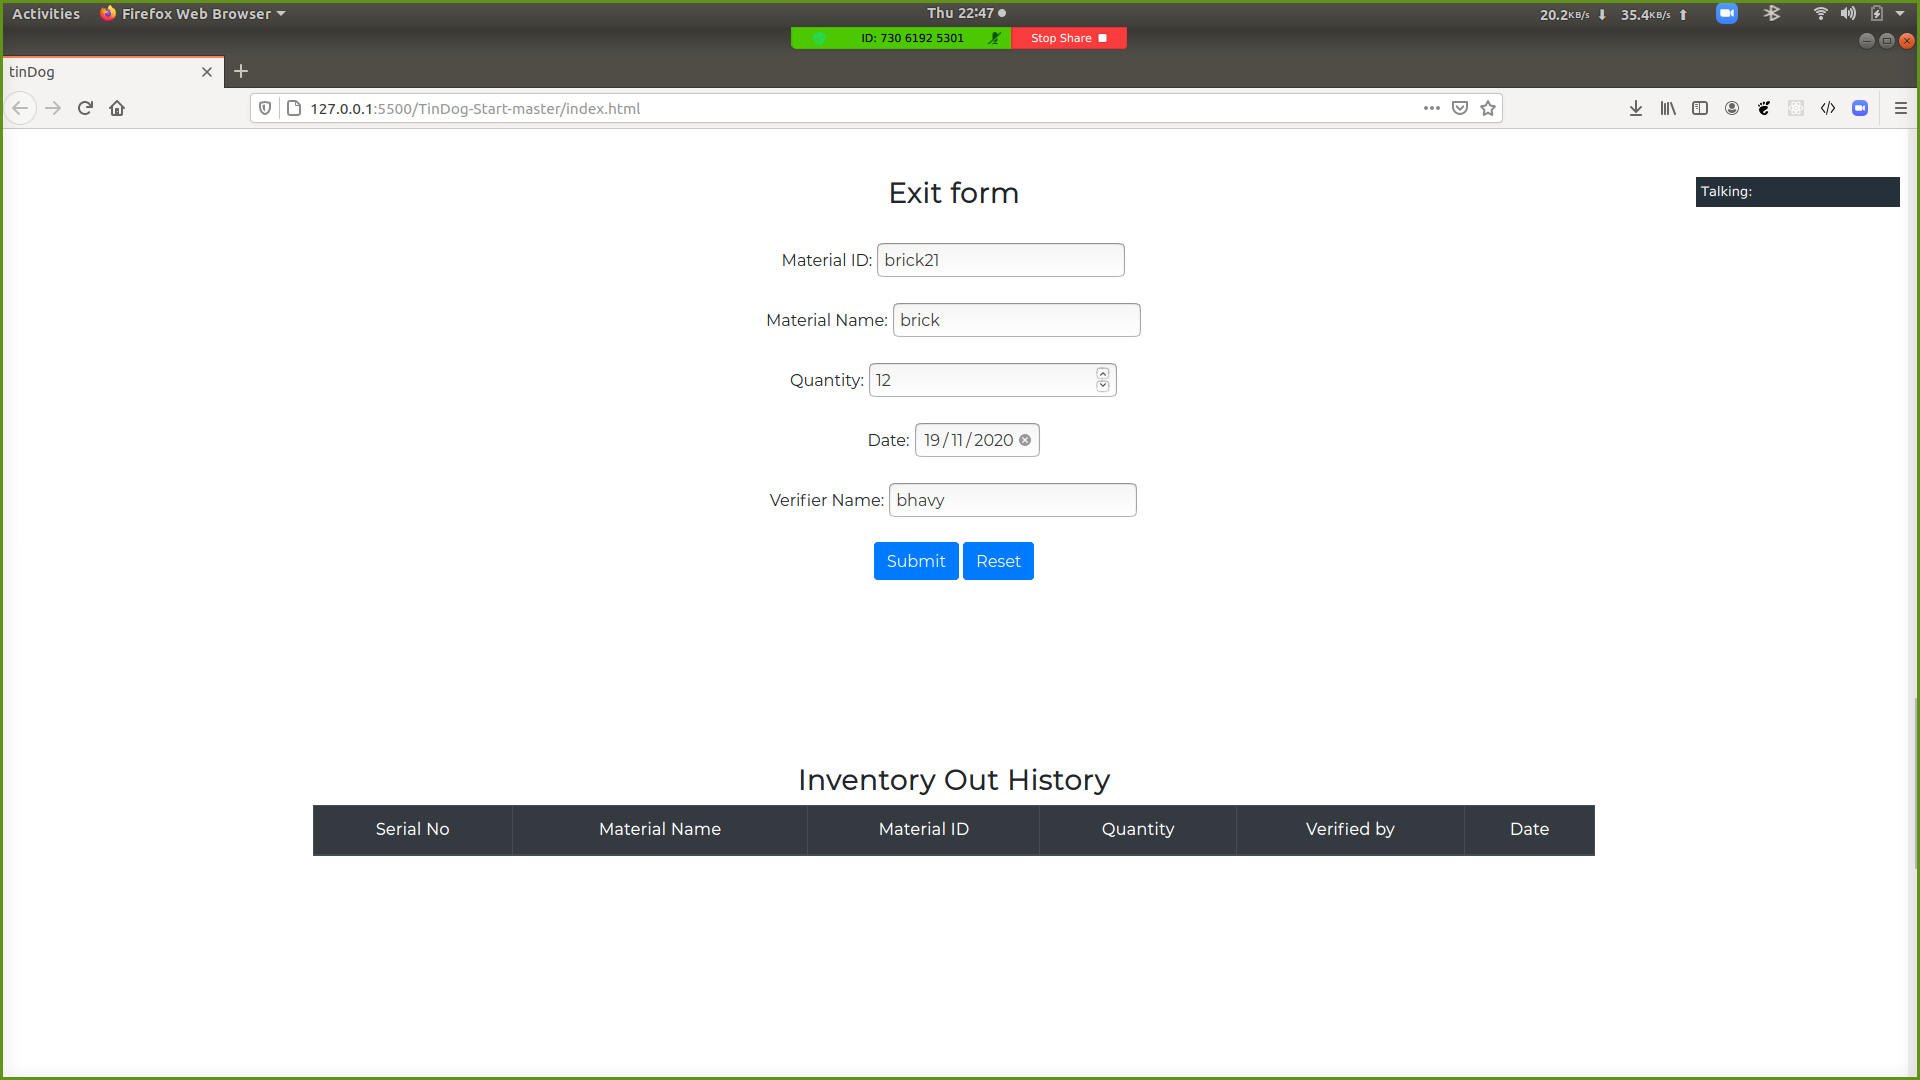 Activities Firefox Web Browser Thu 22:47 20.2KB/s 35.4KB/s
ID: 730 6192 5301 Stop Share
tinDog
127.0.0.1:5500/TinDog-Start-master/index.html
Exit form
Talking:
Material ID: brick21
Material Name: brick
Quantity: 12
Date: 19/11/2020
Verifier Name: bhavy
Submit Reset
Inventory Out History
Serial No Material Name Material ID Quantity Verified by Date